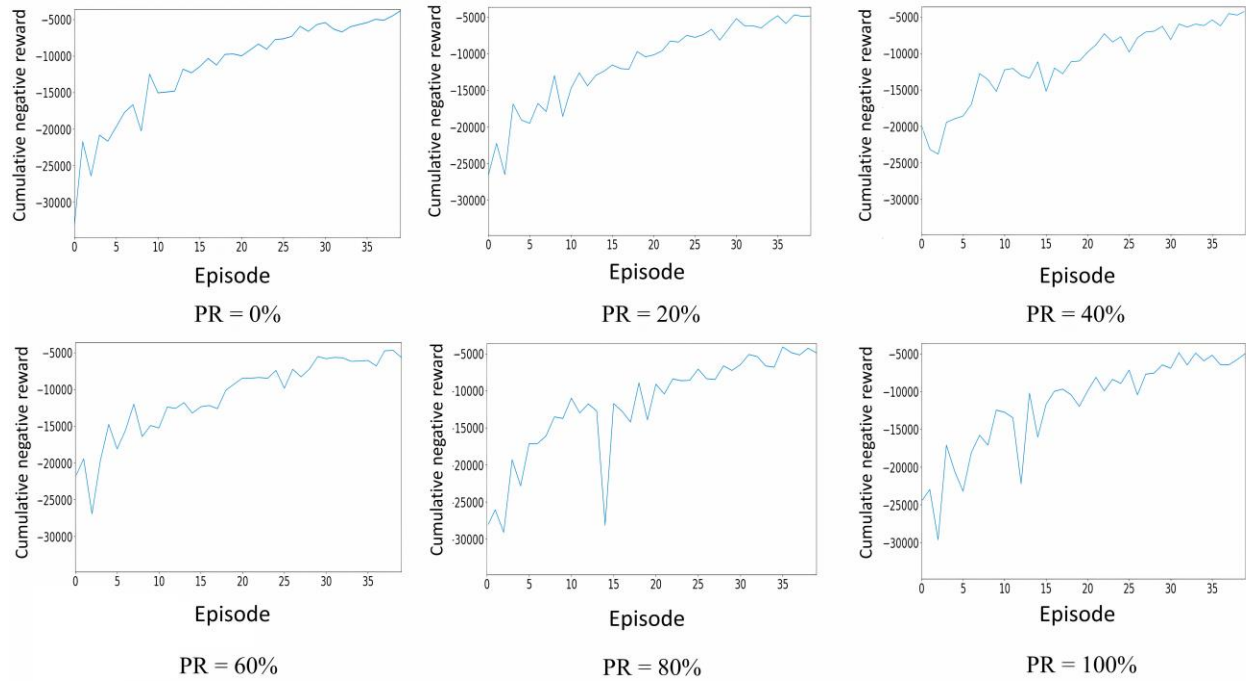 Cumulative negative reward
−5000
−10000
−15000
−20000
−25000
−30000
0 5 10 15 20 25 30 35
Episode
PR = 0%
Cumulative negative reward
−5000
−10000
−15000
−20000
−25000
−30000
0 5 10 15 20 25 30 35
Episode
PR = 20%
Cumulative negative reward
−5000
−10000
−15000
−20000
−25000
−30000
0 5 10 15 20 25 30 35
Episode
PR = 40%
Cumulative negative reward
−5000
−10000
−15000
−20000
−25000
−30000
0 5 10 15 20 25 30 35
Episode
PR = 60%
Cumulative negative reward
−5000
−10000
−15000
−20000
−25000
−30000
0 5 10 15 20 25 30 35
Episode
PR = 80%
Cumulative negative reward
−5000
−10000
−15000
−20000
−25000
−30000
0 5 10 15 20 25 30 35
Episode
PR = 100%